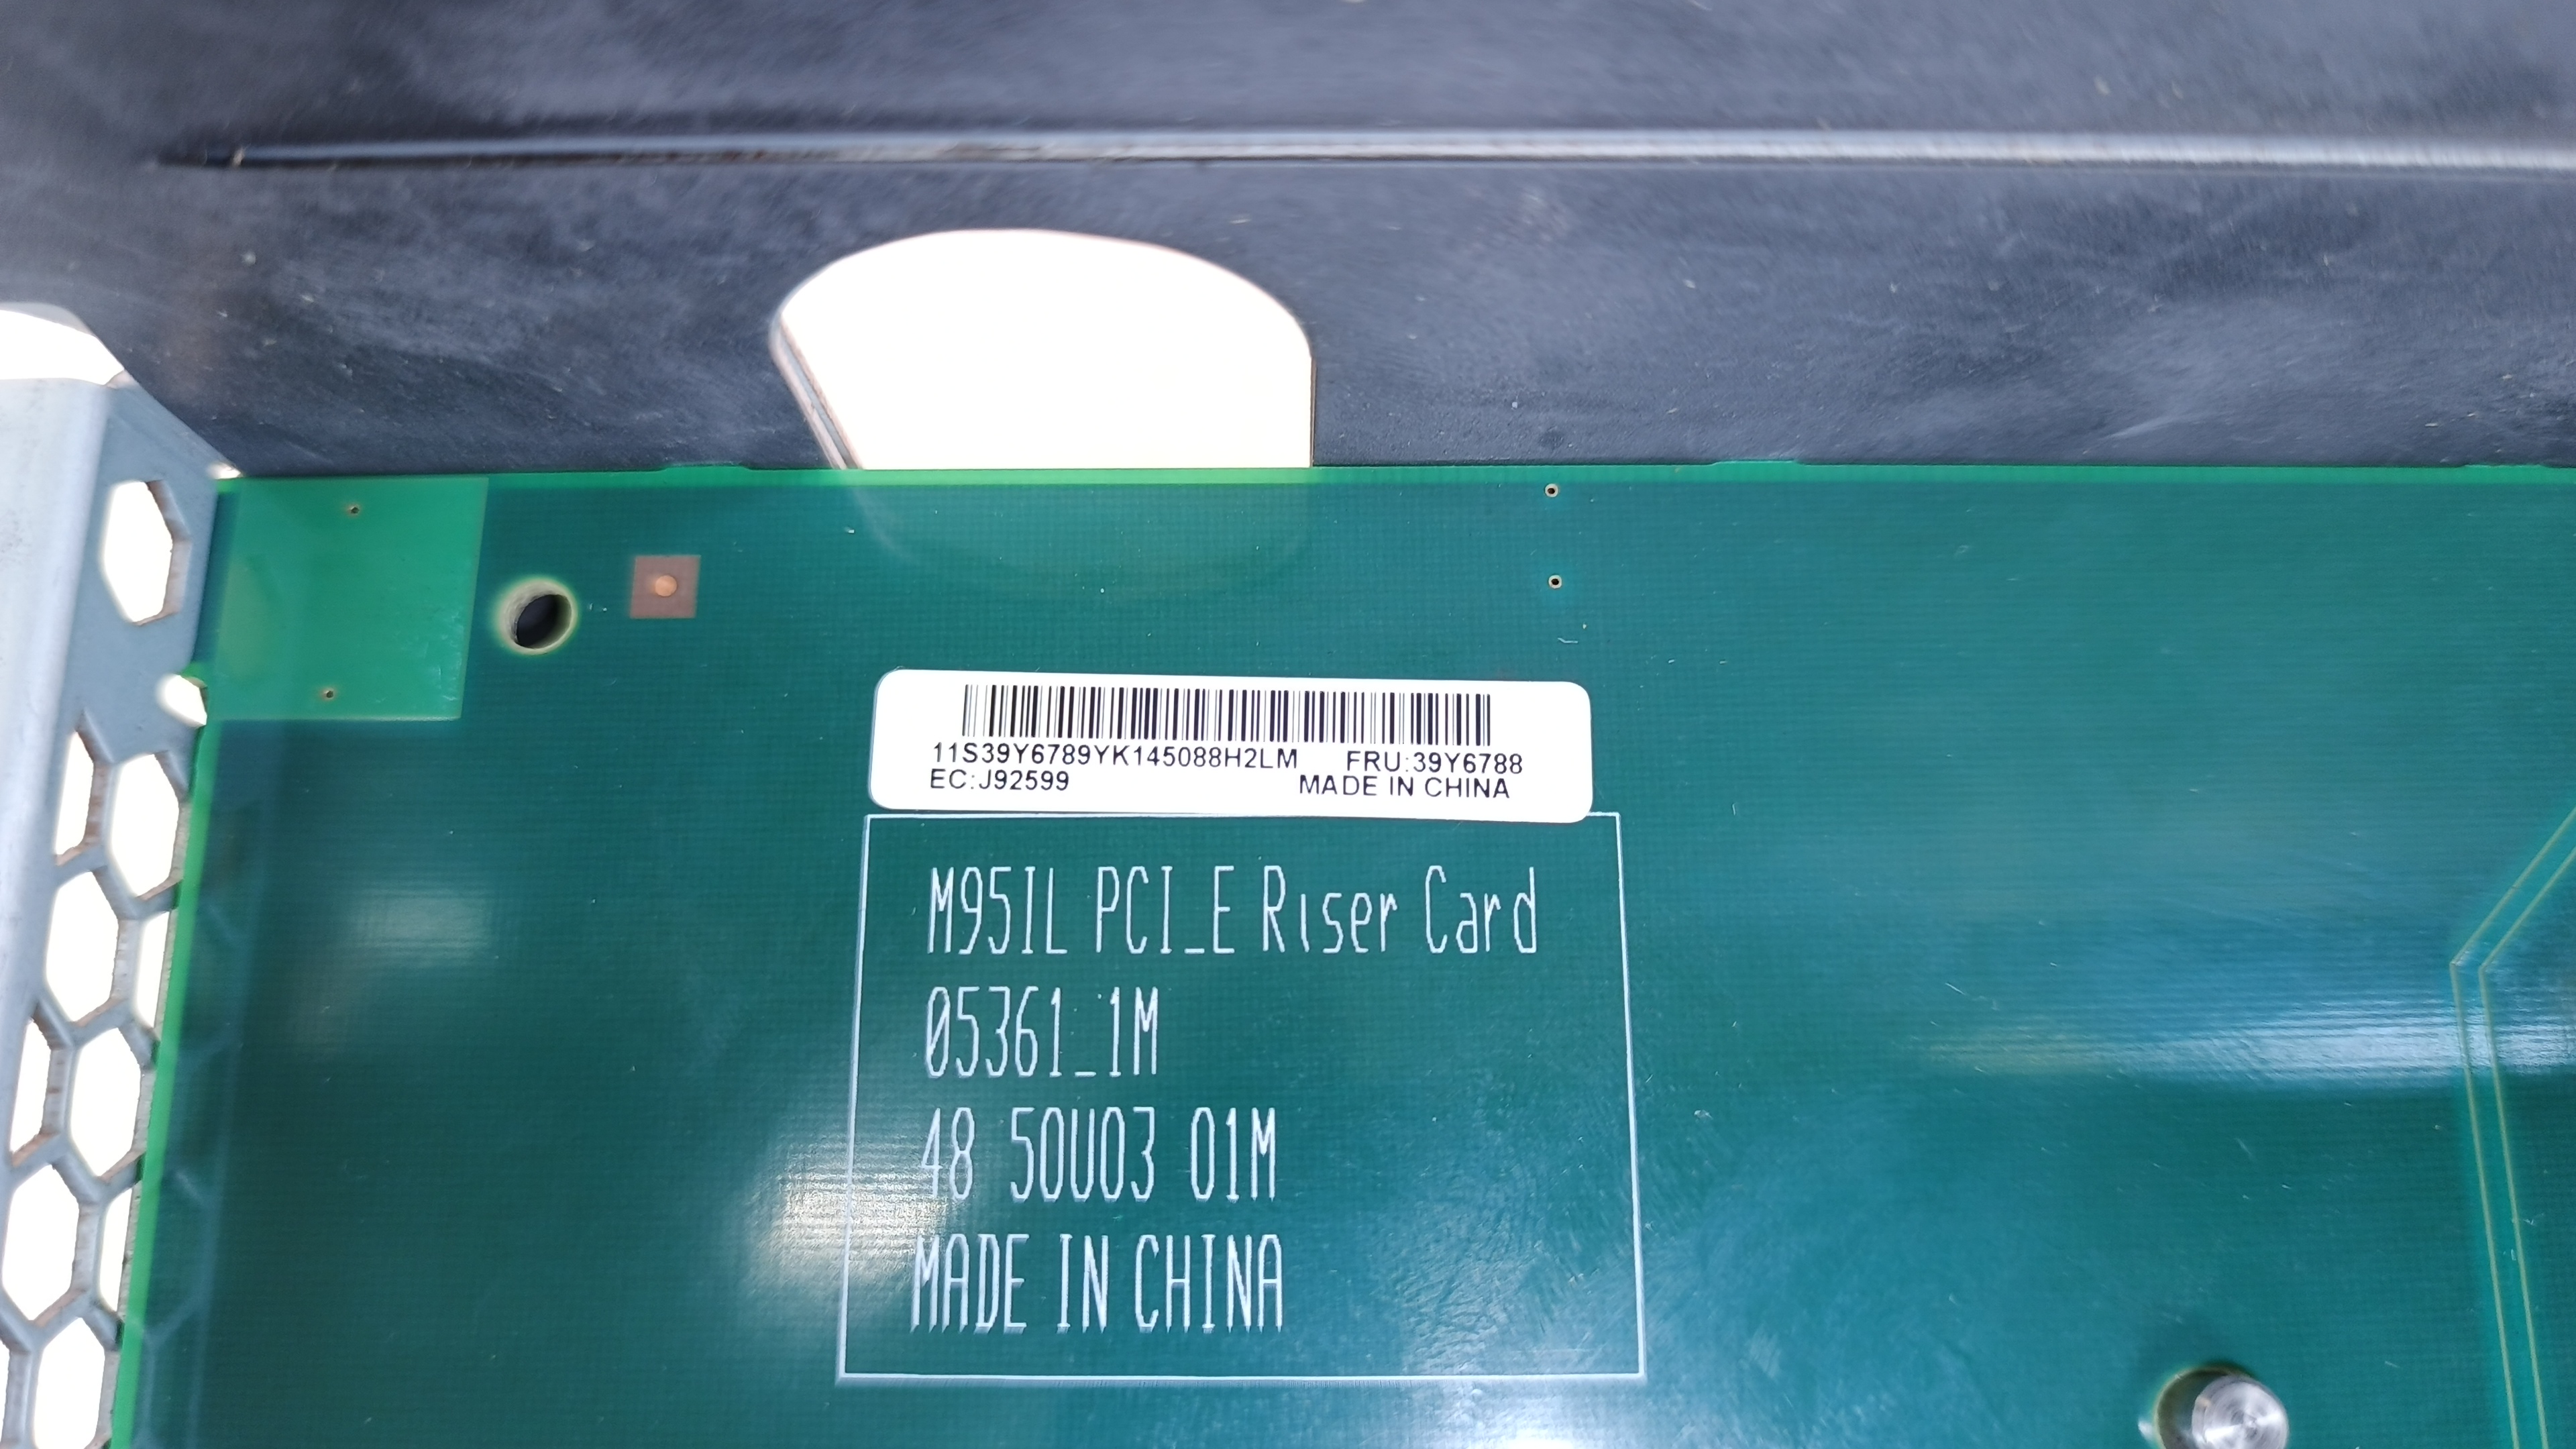 11S39Y6789YK145088H2LM FRU:39Y6788
EC:J92599 MADE IN CHINA
M95IL PCI_E Riser Card
05361_1M
48 50U03 01M
MADE IN CHINA